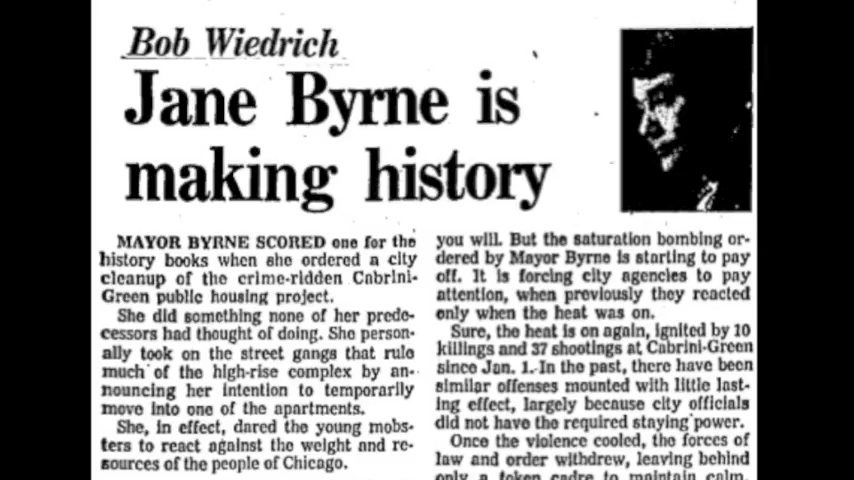 Bob Wiedrich
Jane Byrne is
making history
MAYOR BYRNE SCORED one for the
history books when she ordered a city
cleanup of the crime-ridden Cabrini-
Green public housing project.
She did something none of her prede-
cessors had thought of doing. She person-
ally took on the street gangs that rule
much of the high-rise complex by an-
nouncing her intention to temporarily
move into one of the apartments.
She, in effect, dared the young mobs-
ters to react against the weight and re-
sources of the people of Chicago.
you will. But the saturation bombing or-
dered by Mayor Byrne is starting to pay
off. It is forcing city agencies to pay
attention, when previously they reacted
only when the heat was on.
Sure, the heat is on again, ignited by 10
killings and 37 shootings at Cabrini-Green
since Jan. 1. In the past, there have been
similar offenses mounted with little last-
ing effect, largely because city officials
did not have the required staying power.
Once the violence cooled, the forces of
law and order withdrew, leaving behind
only a token cadre to maintain calm.